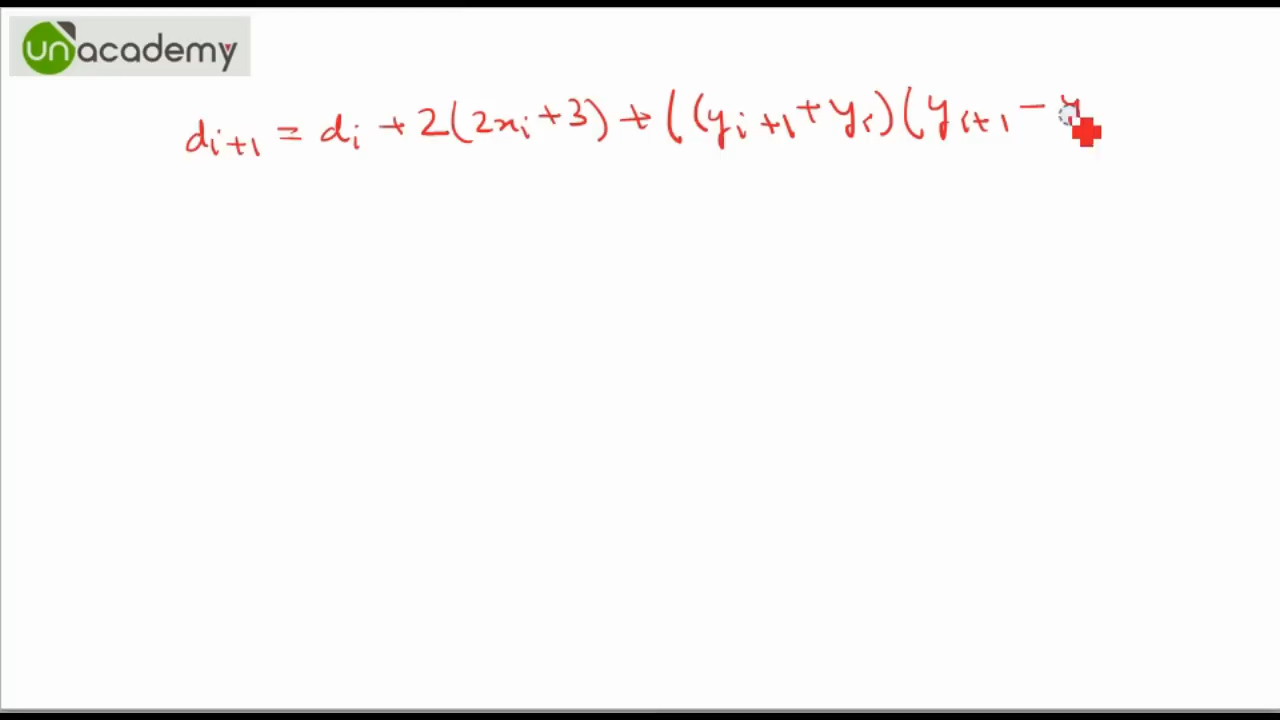 unacademy
d_{i+1} = d_i + 2(2x_i+3) + ((y_{i+1} + y_i)(y_{i+1} - y